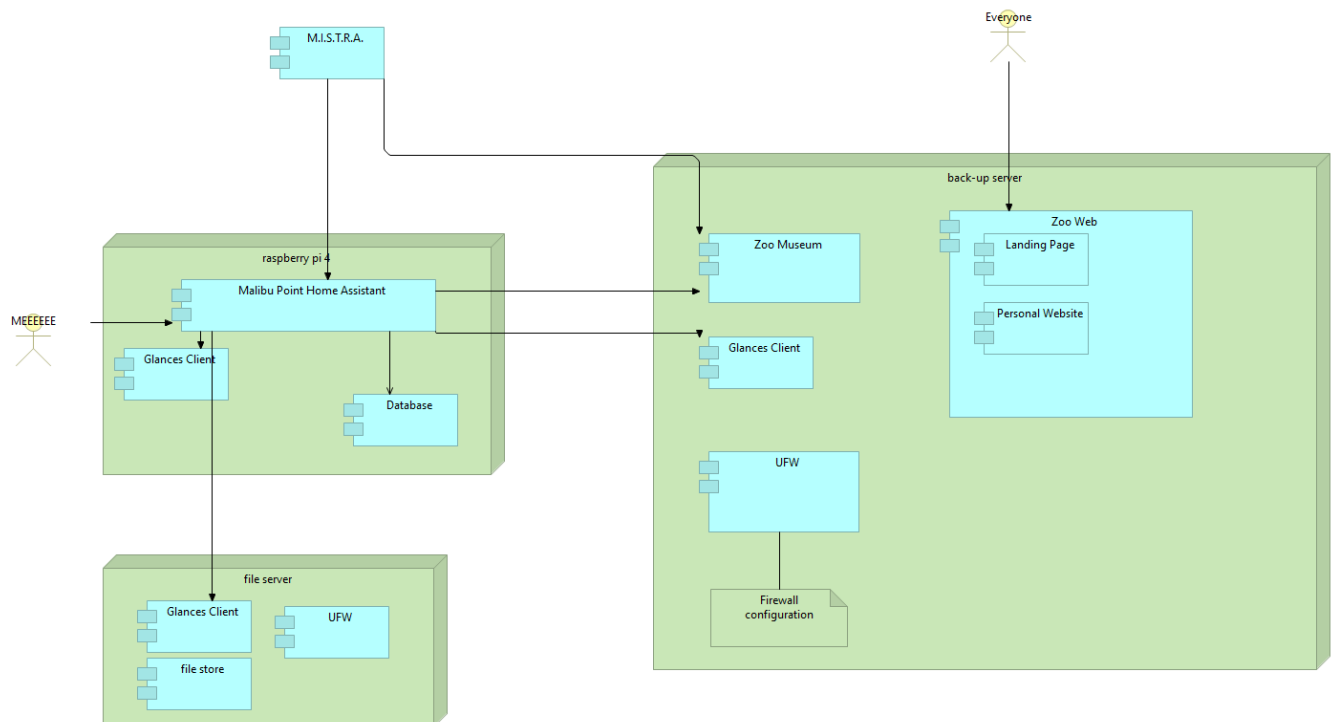 Everyone
M.I.S.T.R.A.
back-up server
Zoo Web
Landing Page
Zoo Museum
raspberry pi 4
Malibu Point Home Assistant
Personal Website
MEEEEEE
Glances Client
Glances Client
Database
UFW
file server
Firewall
configuration
Glances Client
UFW
file store